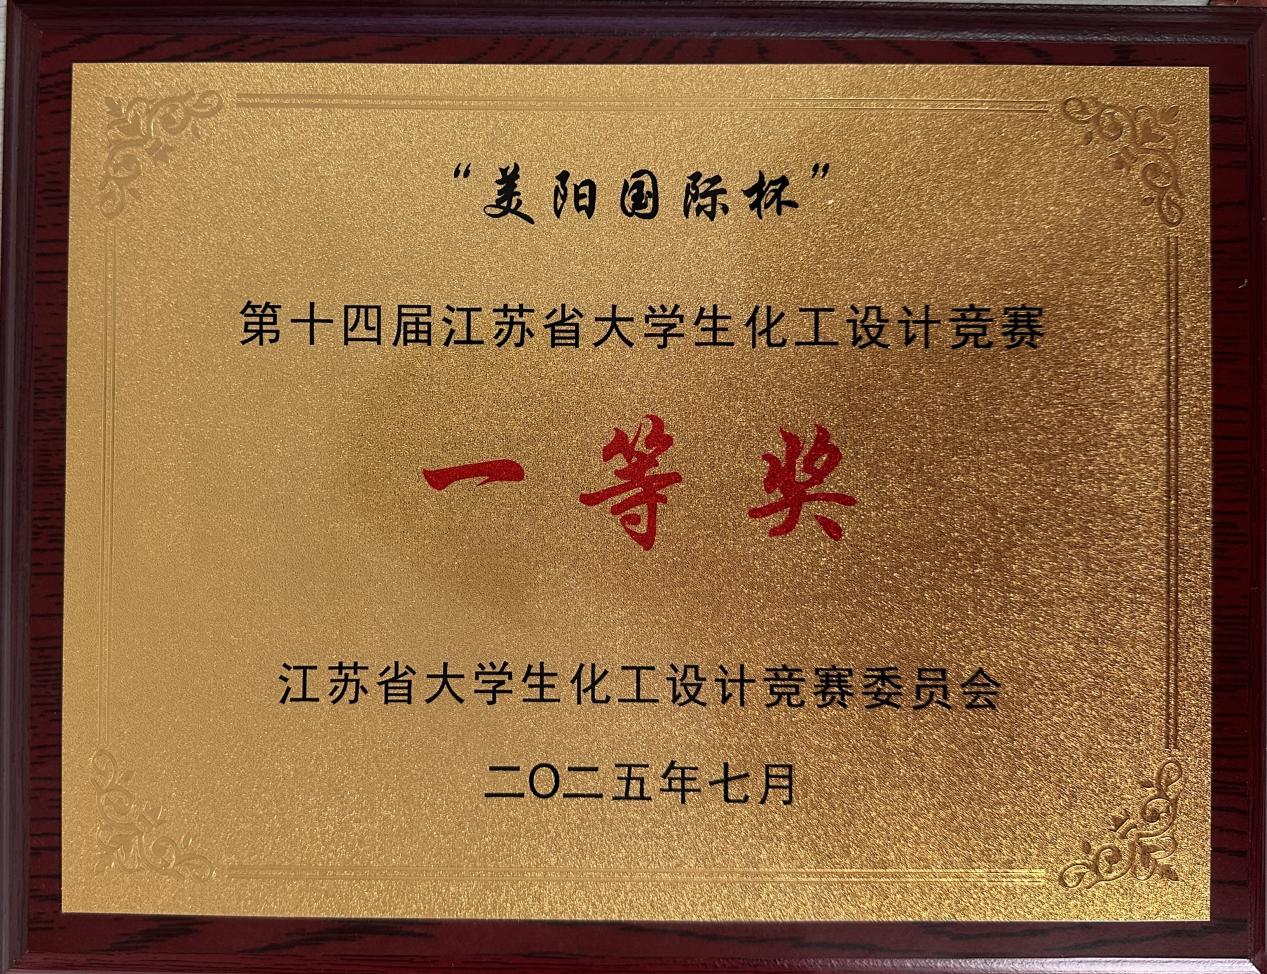 “美阳国际杯”
第十四届江苏省大学生化工设计竞赛
一等奖
江苏省大学生化工设计竞赛委员会
二〇二五年七月